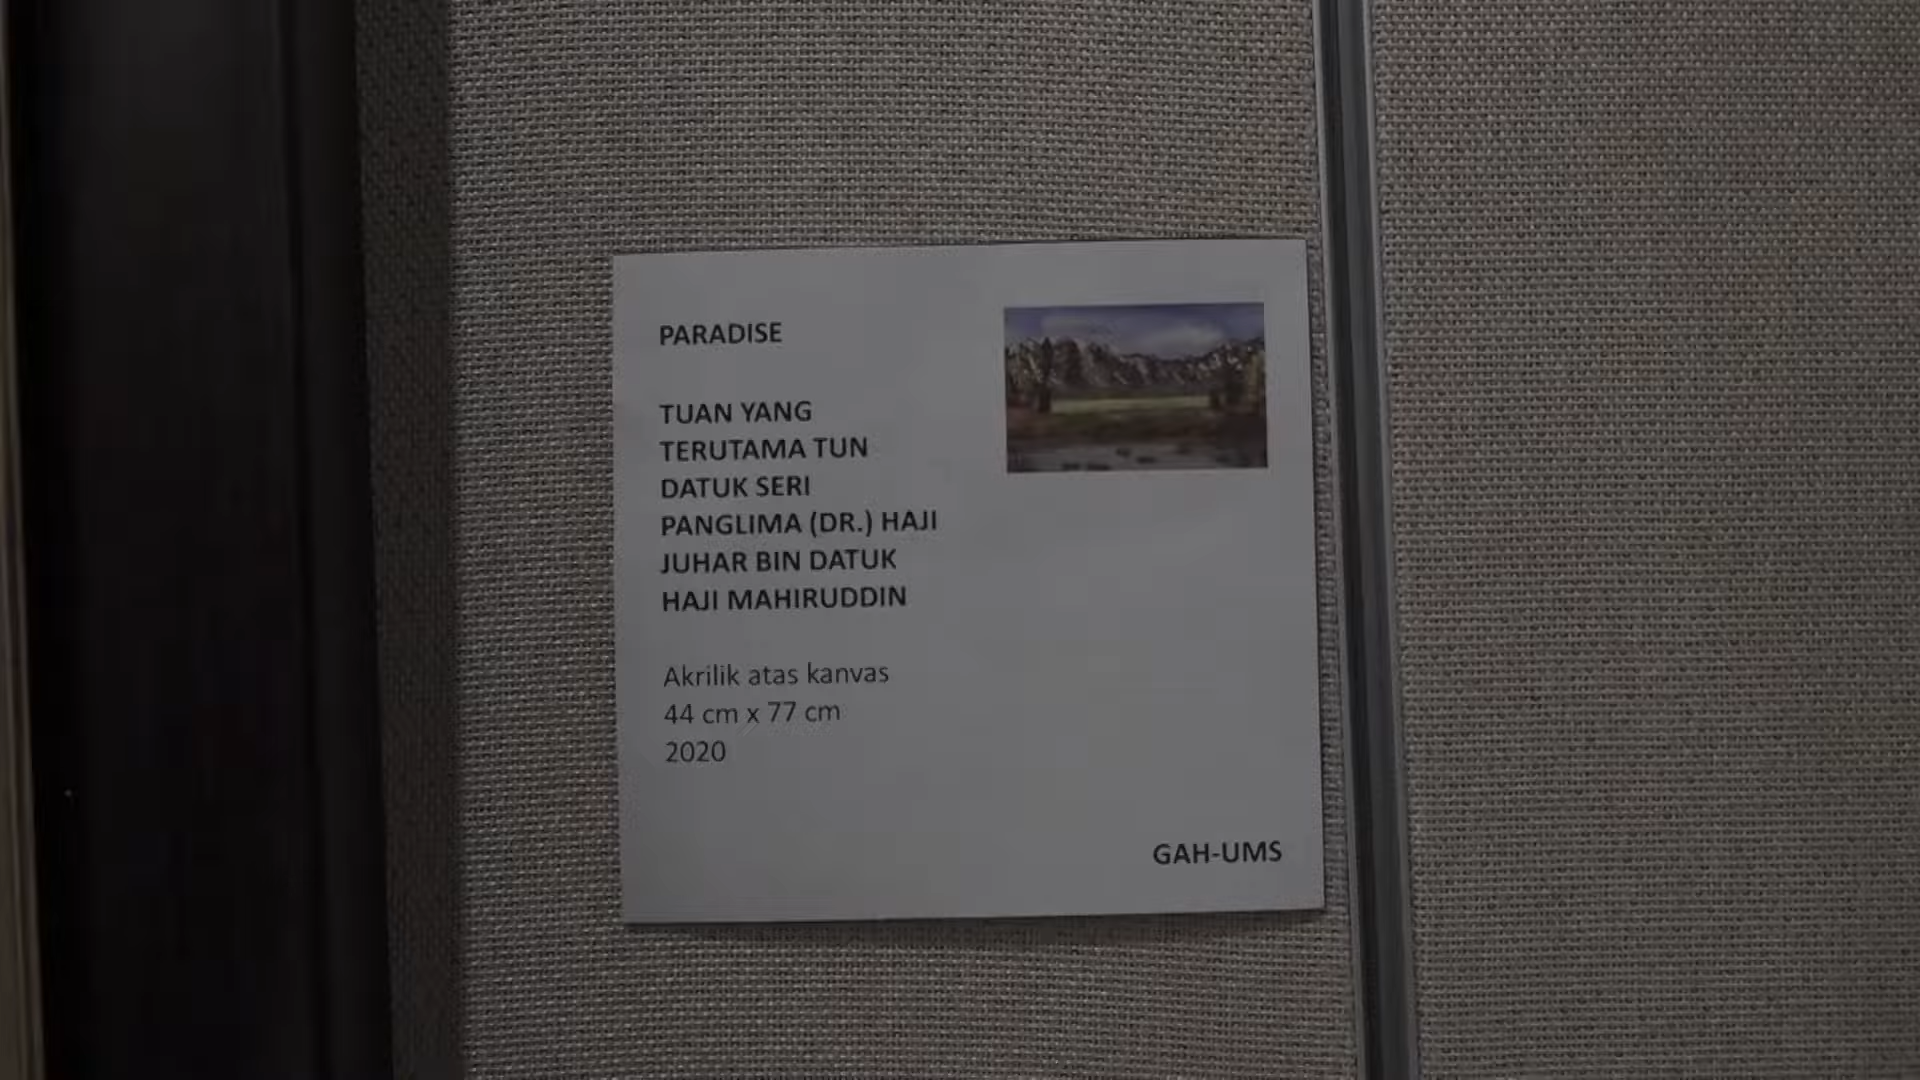 PARADISE
TUAN YANG
TERUTAMA TUN
DATUK SERI
PANGLIMA (DR.) HAJI
JUHAR BIN DATUK
HAJI MAHIRUDDIN
Akrilik atas kanvas
44 cm x 77 cm
2020
GAH-UMS